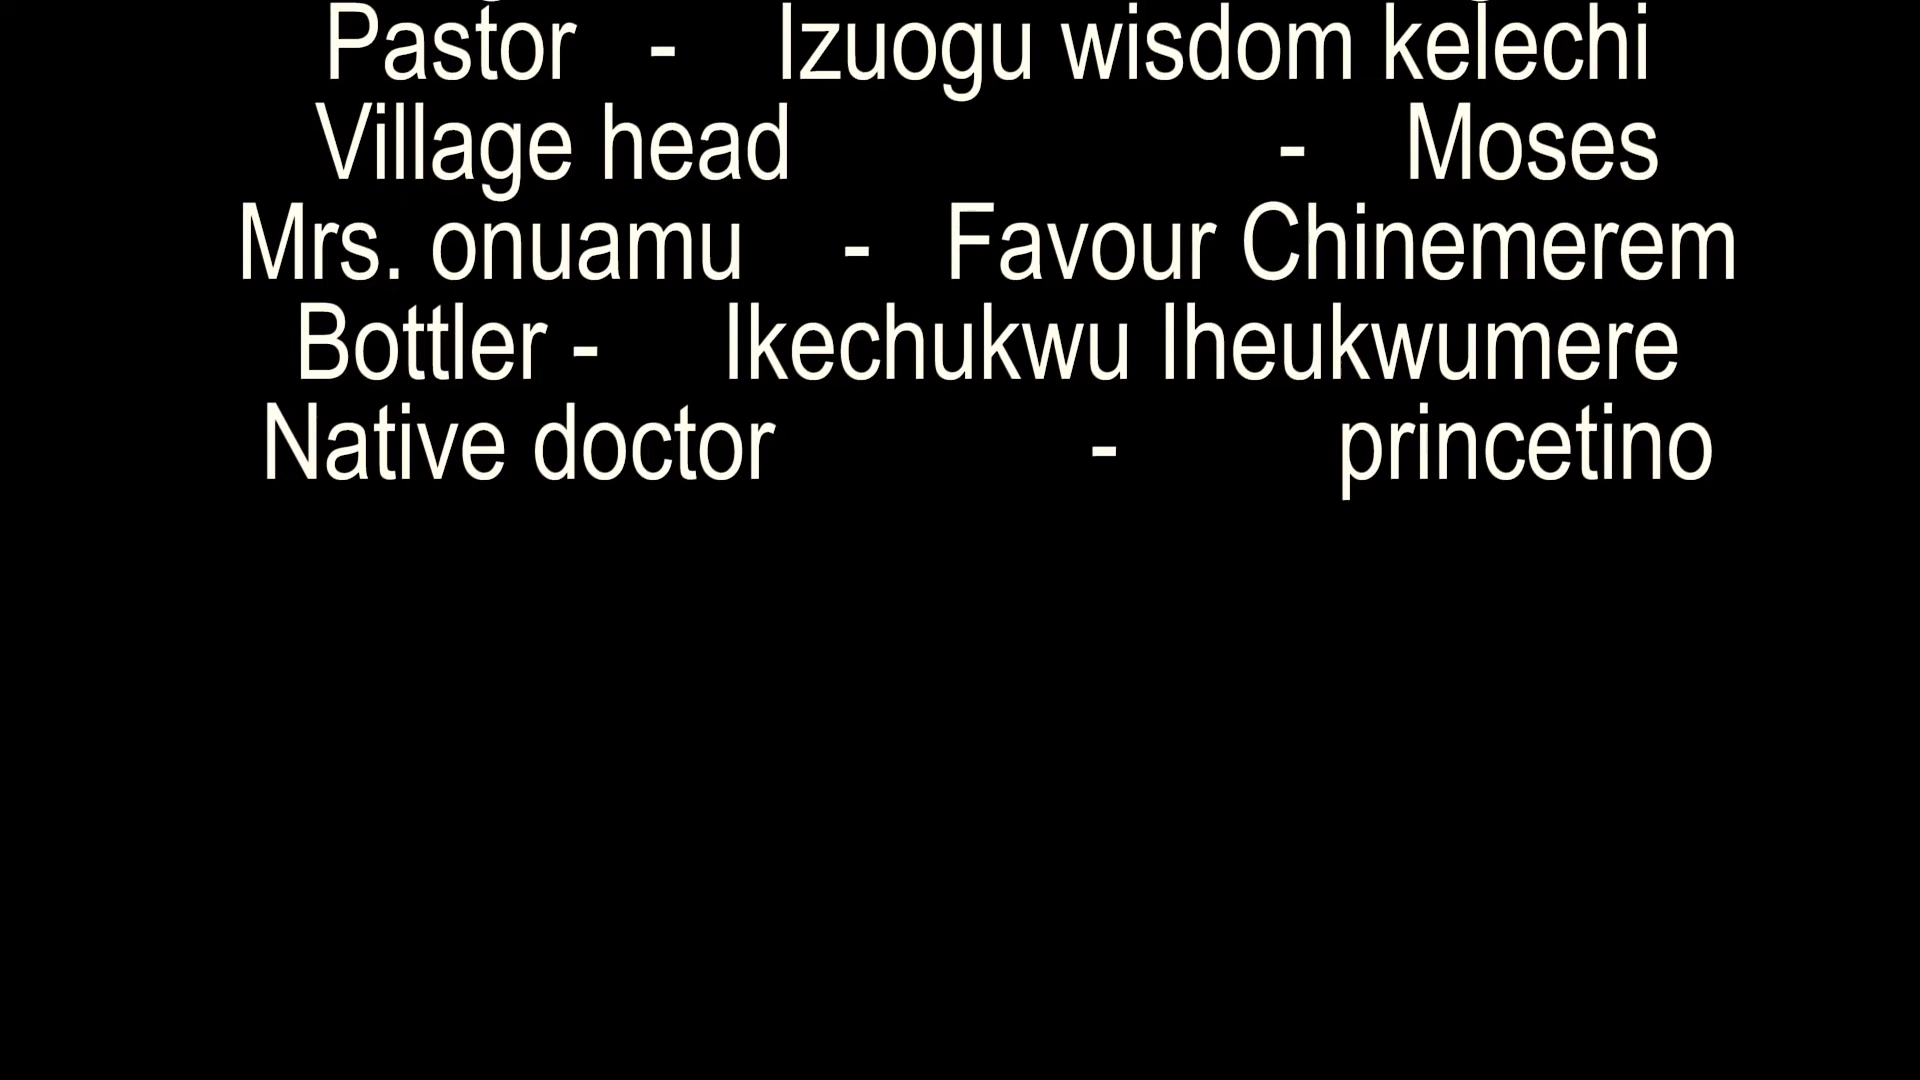 Pastor - Izuogu wisdom kelechi
Village head - Moses
Mrs. onuamu - Favour Chinemerem
Bottler - Ikechukwu Iheukwumere
Native doctor - princetino